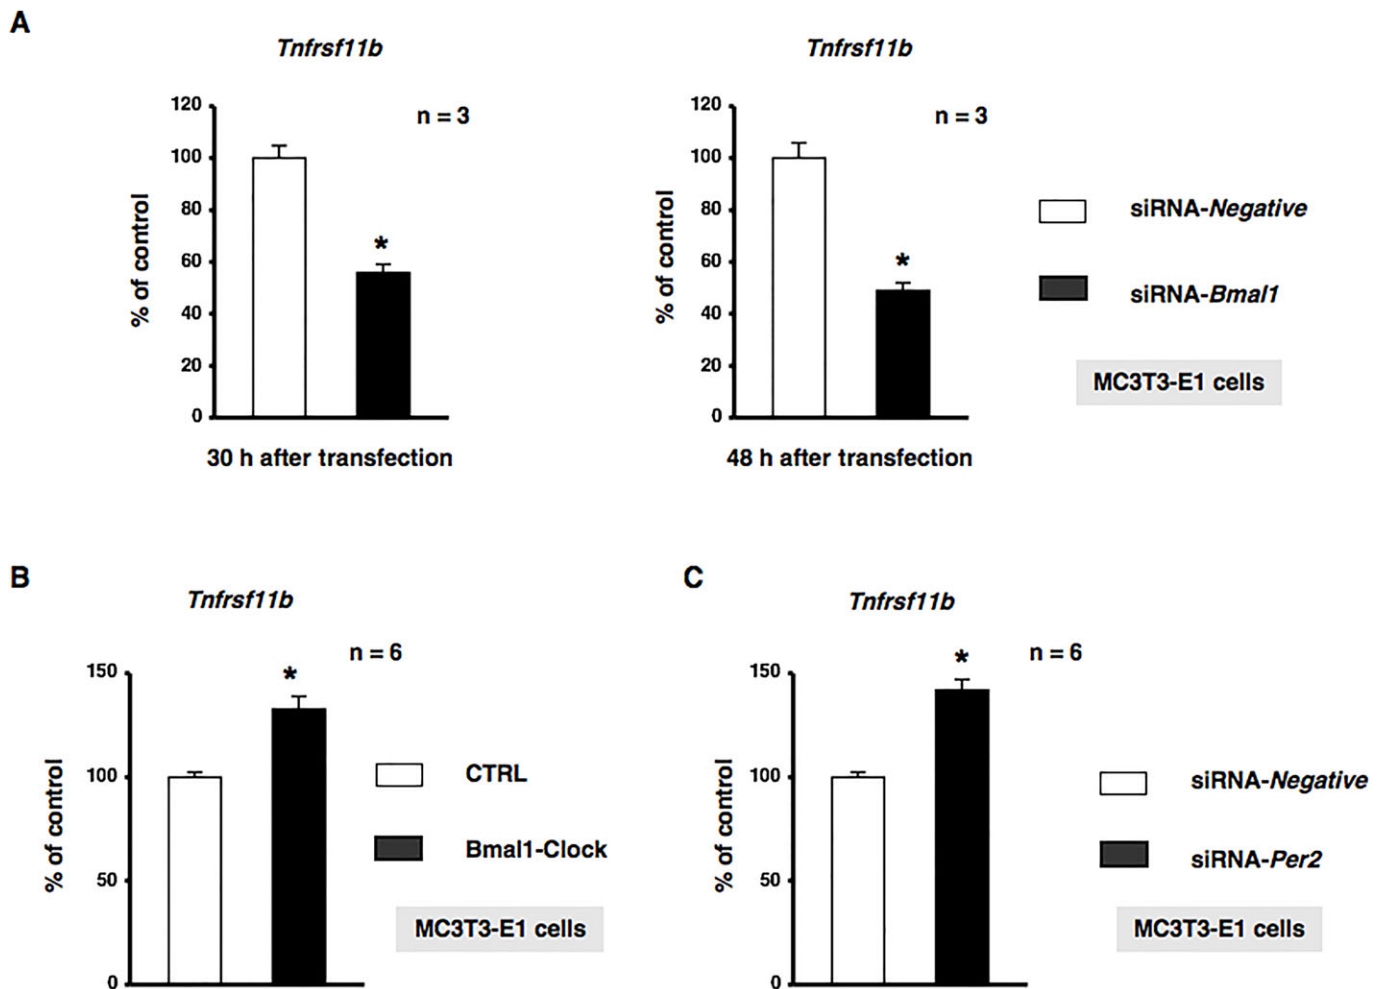 A
Tnfrsf11b
Tnfrsf11b
120
100
80
60
40
20
0
% of control
n = 3
*
30 h after transfection
120
100
80
60
40
20
0
% of control
n = 3
*
48 h after transfection
siRNA-Negative
siRNA-Bmal1
MC3T3-E1 cells
B
Tnfrsf11b
n = 6
150
100
50
0
% of control
*
CTRL
Bmal1-Clock
MC3T3-E1 cells
C
Tnfrsf11b
n = 6
150
100
50
0
% of control
*
siRNA-Negative
siRNA-Per2
MC3T3-E1 cells